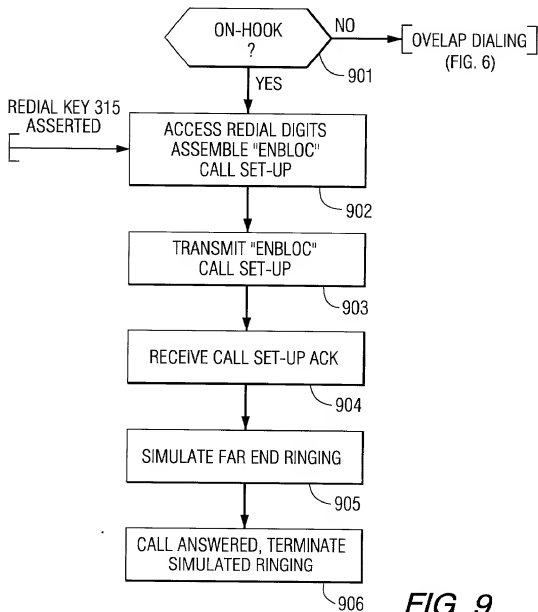 ON-HOOK
?
NO
OVELAP DIALING
(FIG. 6)
901
YES
REDIAL KEY 315
ASSERTED
ACCESS REDIAL DIGITS
ASSEMBLE "ENBLOC"
CALL SET-UP
902
TRANSMIT "ENBLOC"
CALL SET-UP
903
RECEIVE CALL SET-UP ACK
904
SIMULATE FAR END RINGING
905
CALL ANSWERED, TERMINATE
SIMULATED RINGING
906
FIG. 9